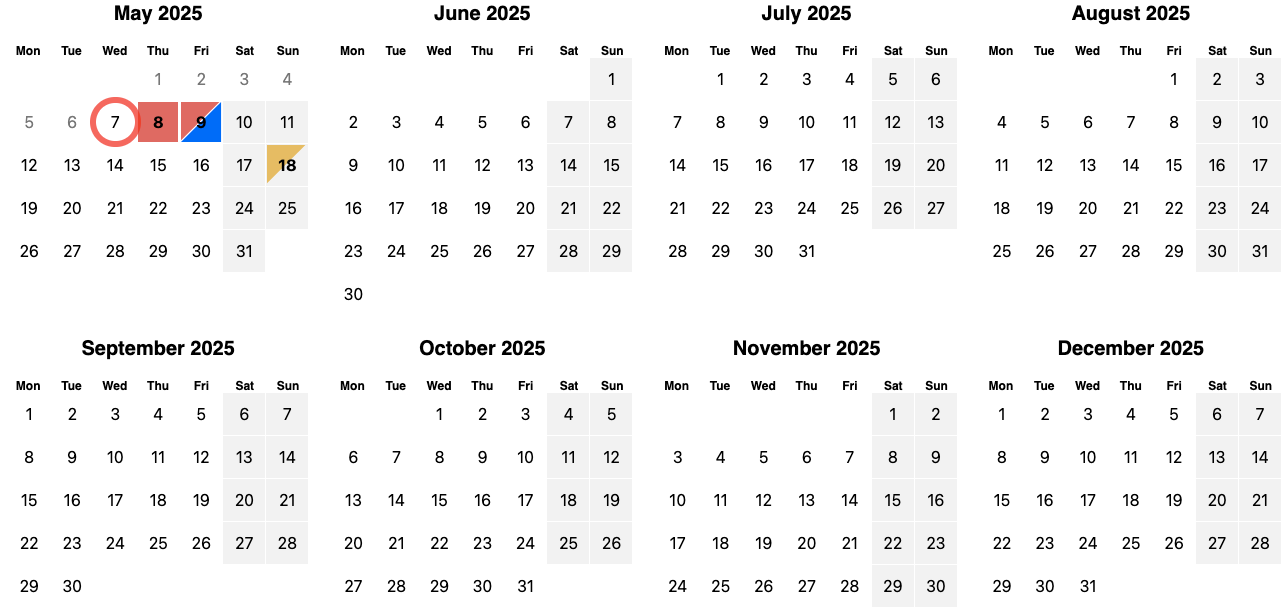 May 2025 June 2025 July 2025 August 2025
Mon Tue Wed Thu Fri Sat Sun Mon Tue Wed Thu Fri Sat Sun Mon Tue Wed Thu Fri Sat Sun Mon Tue Wed Thu Fri Sat Sun
1 2 3 4 1 1 2 3 4 5 6 1 2 3
5 6 7 8 9 10 11 2 3 4 5 6 7 8 7 8 9 10 11 12 13 4 5 6 7 8 9 10
12 13 14 15 16 17 18 9 10 11 12 13 14 15 14 15 16 17 18 19 20 11 12 13 14 15 16 17
19 20 21 22 23 24 25 16 17 18 19 20 21 22 21 22 23 24 25 26 27 18 19 20 21 22 23 24
26 27 28 29 30 31 23 24 25 26 27 28 29 28 29 30 31 25 26 27 28 29 30 31
30
September 2025 October 2025 November 2025 December 2025
Mon Tue Wed Thu Fri Sat Sun Mon Tue Wed Thu Fri Sat Sun Mon Tue Wed Thu Fri Sat Sun Mon Tue Wed Thu Fri Sat Sun
1 2 3 4 5 6 7 1 2 3 4 5 1 2 1 2 3 4 5 6 7
8 9 10 11 12 13 14 6 7 8 9 10 11 12 3 4 5 6 7 8 9 8 9 10 11 12 13 14
15 16 17 18 19 20 21 13 14 15 16 17 18 19 10 11 12 13 14 15 16 15 16 17 18 19 20 21
22 23 24 25 26 27 28 20 21 22 23 24 25 26 17 18 19 20 21 22 23 22 23 24 25 26 27 28
29 30 27 28 29 30 31 24 25 26 27 28 29 30 29 30 31